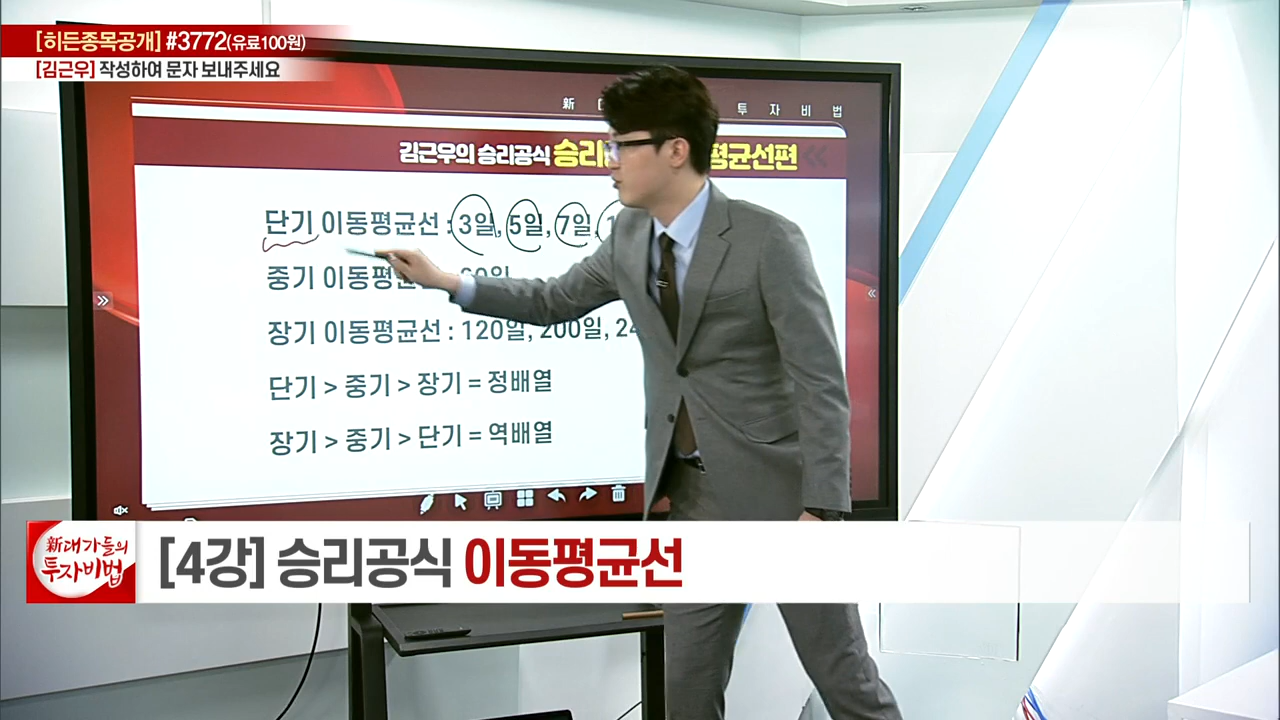 [히든종목공개] #3772(유료100원)
[김근우] 작성하여 문자 보내주세요
新 투 자 비 법
김근우의 승리공식 승리 평균선편
단기 이동평균선 : 3일, 5일, 7일,
중기 이동평균
장기 이동평균선 : 120일, 200일,
단기 > 중기 > 장기 = 정배열
장기 > 중기 > 단기 = 역배열
新대가들의
투자비법
[4강] 승리공식 이동평균선